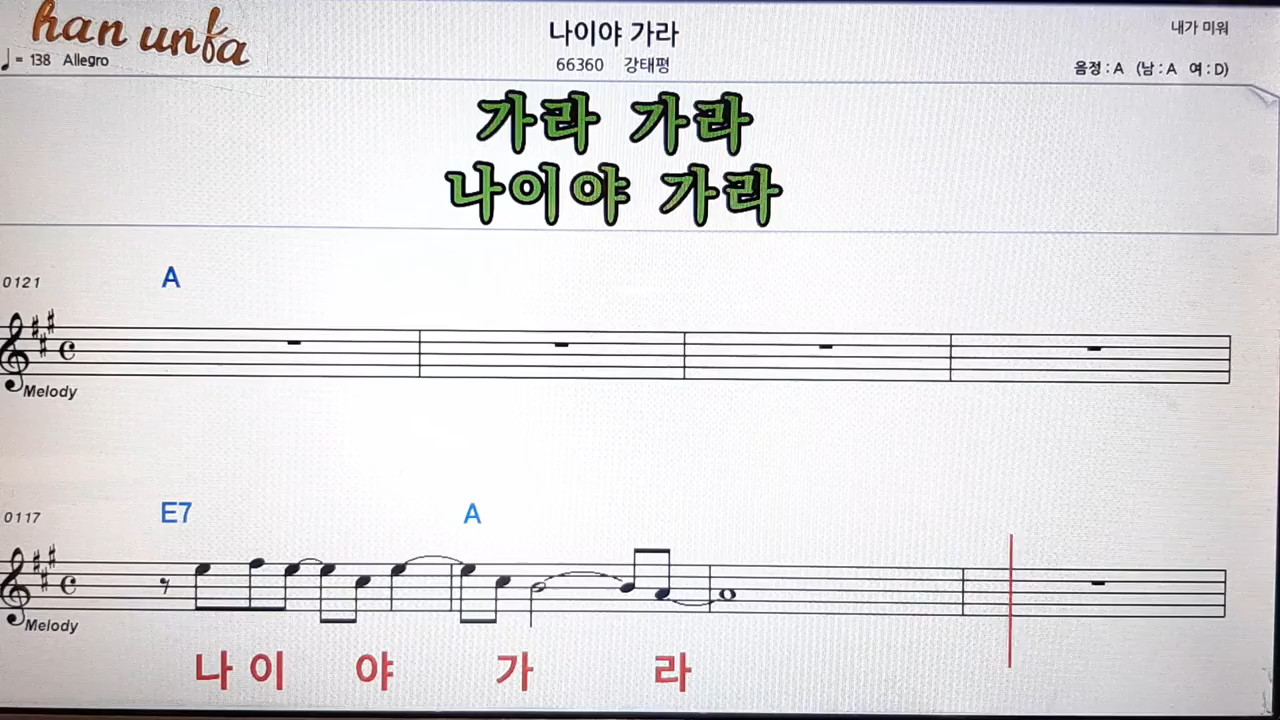 han unfa
♩= 138 Allegro
나이야 가라
66360 강태평
내가 미워
음정 : A (남 : A 여 : D)
가라 가라
나이야 가라
0121
A
Melody
0117
E7 A
Melody
나 이 야 가 라